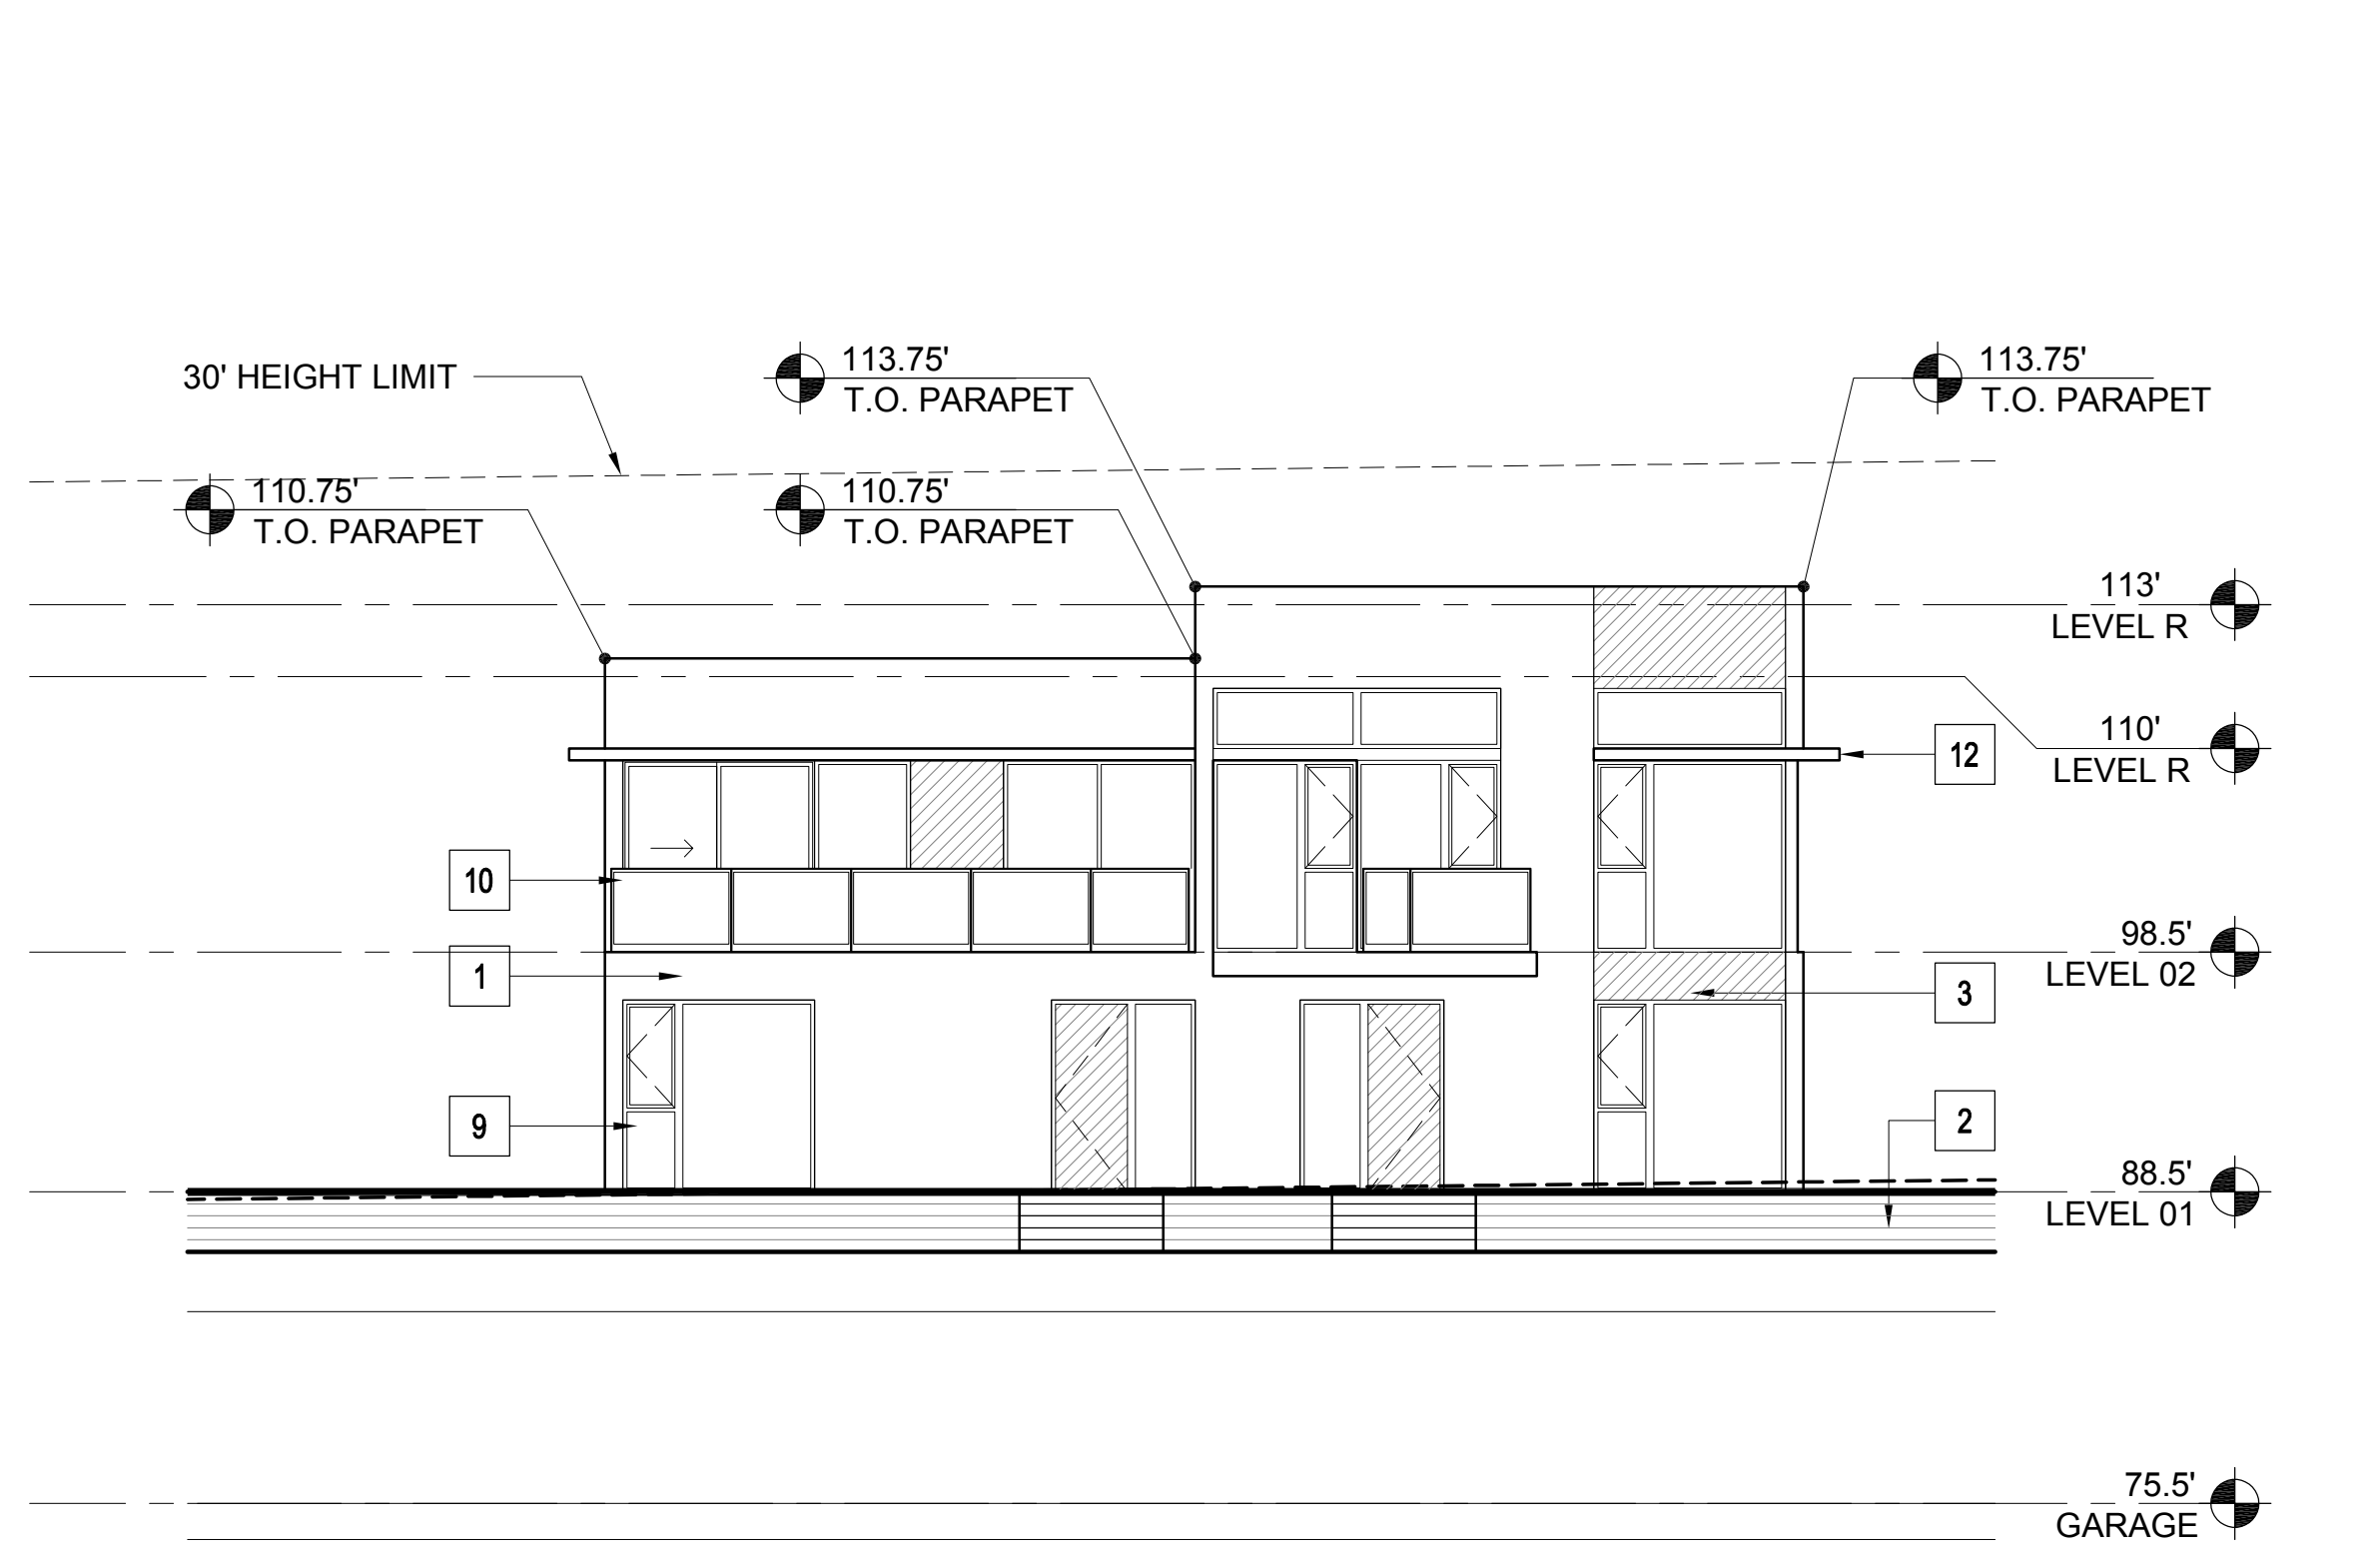 113.75'
T.O. PARAPET
113.75'
T.O. PARAPET
30' HEIGHT LIMIT
110.75'
T.O. PARAPET
110.75'
T.O. PARAPET
113'
LEVEL R
110'
LEVEL R
12
10
98.5'
LEVEL 02
1
3
9
2
88.5'
LEVEL 01
75.5'
GARAGE